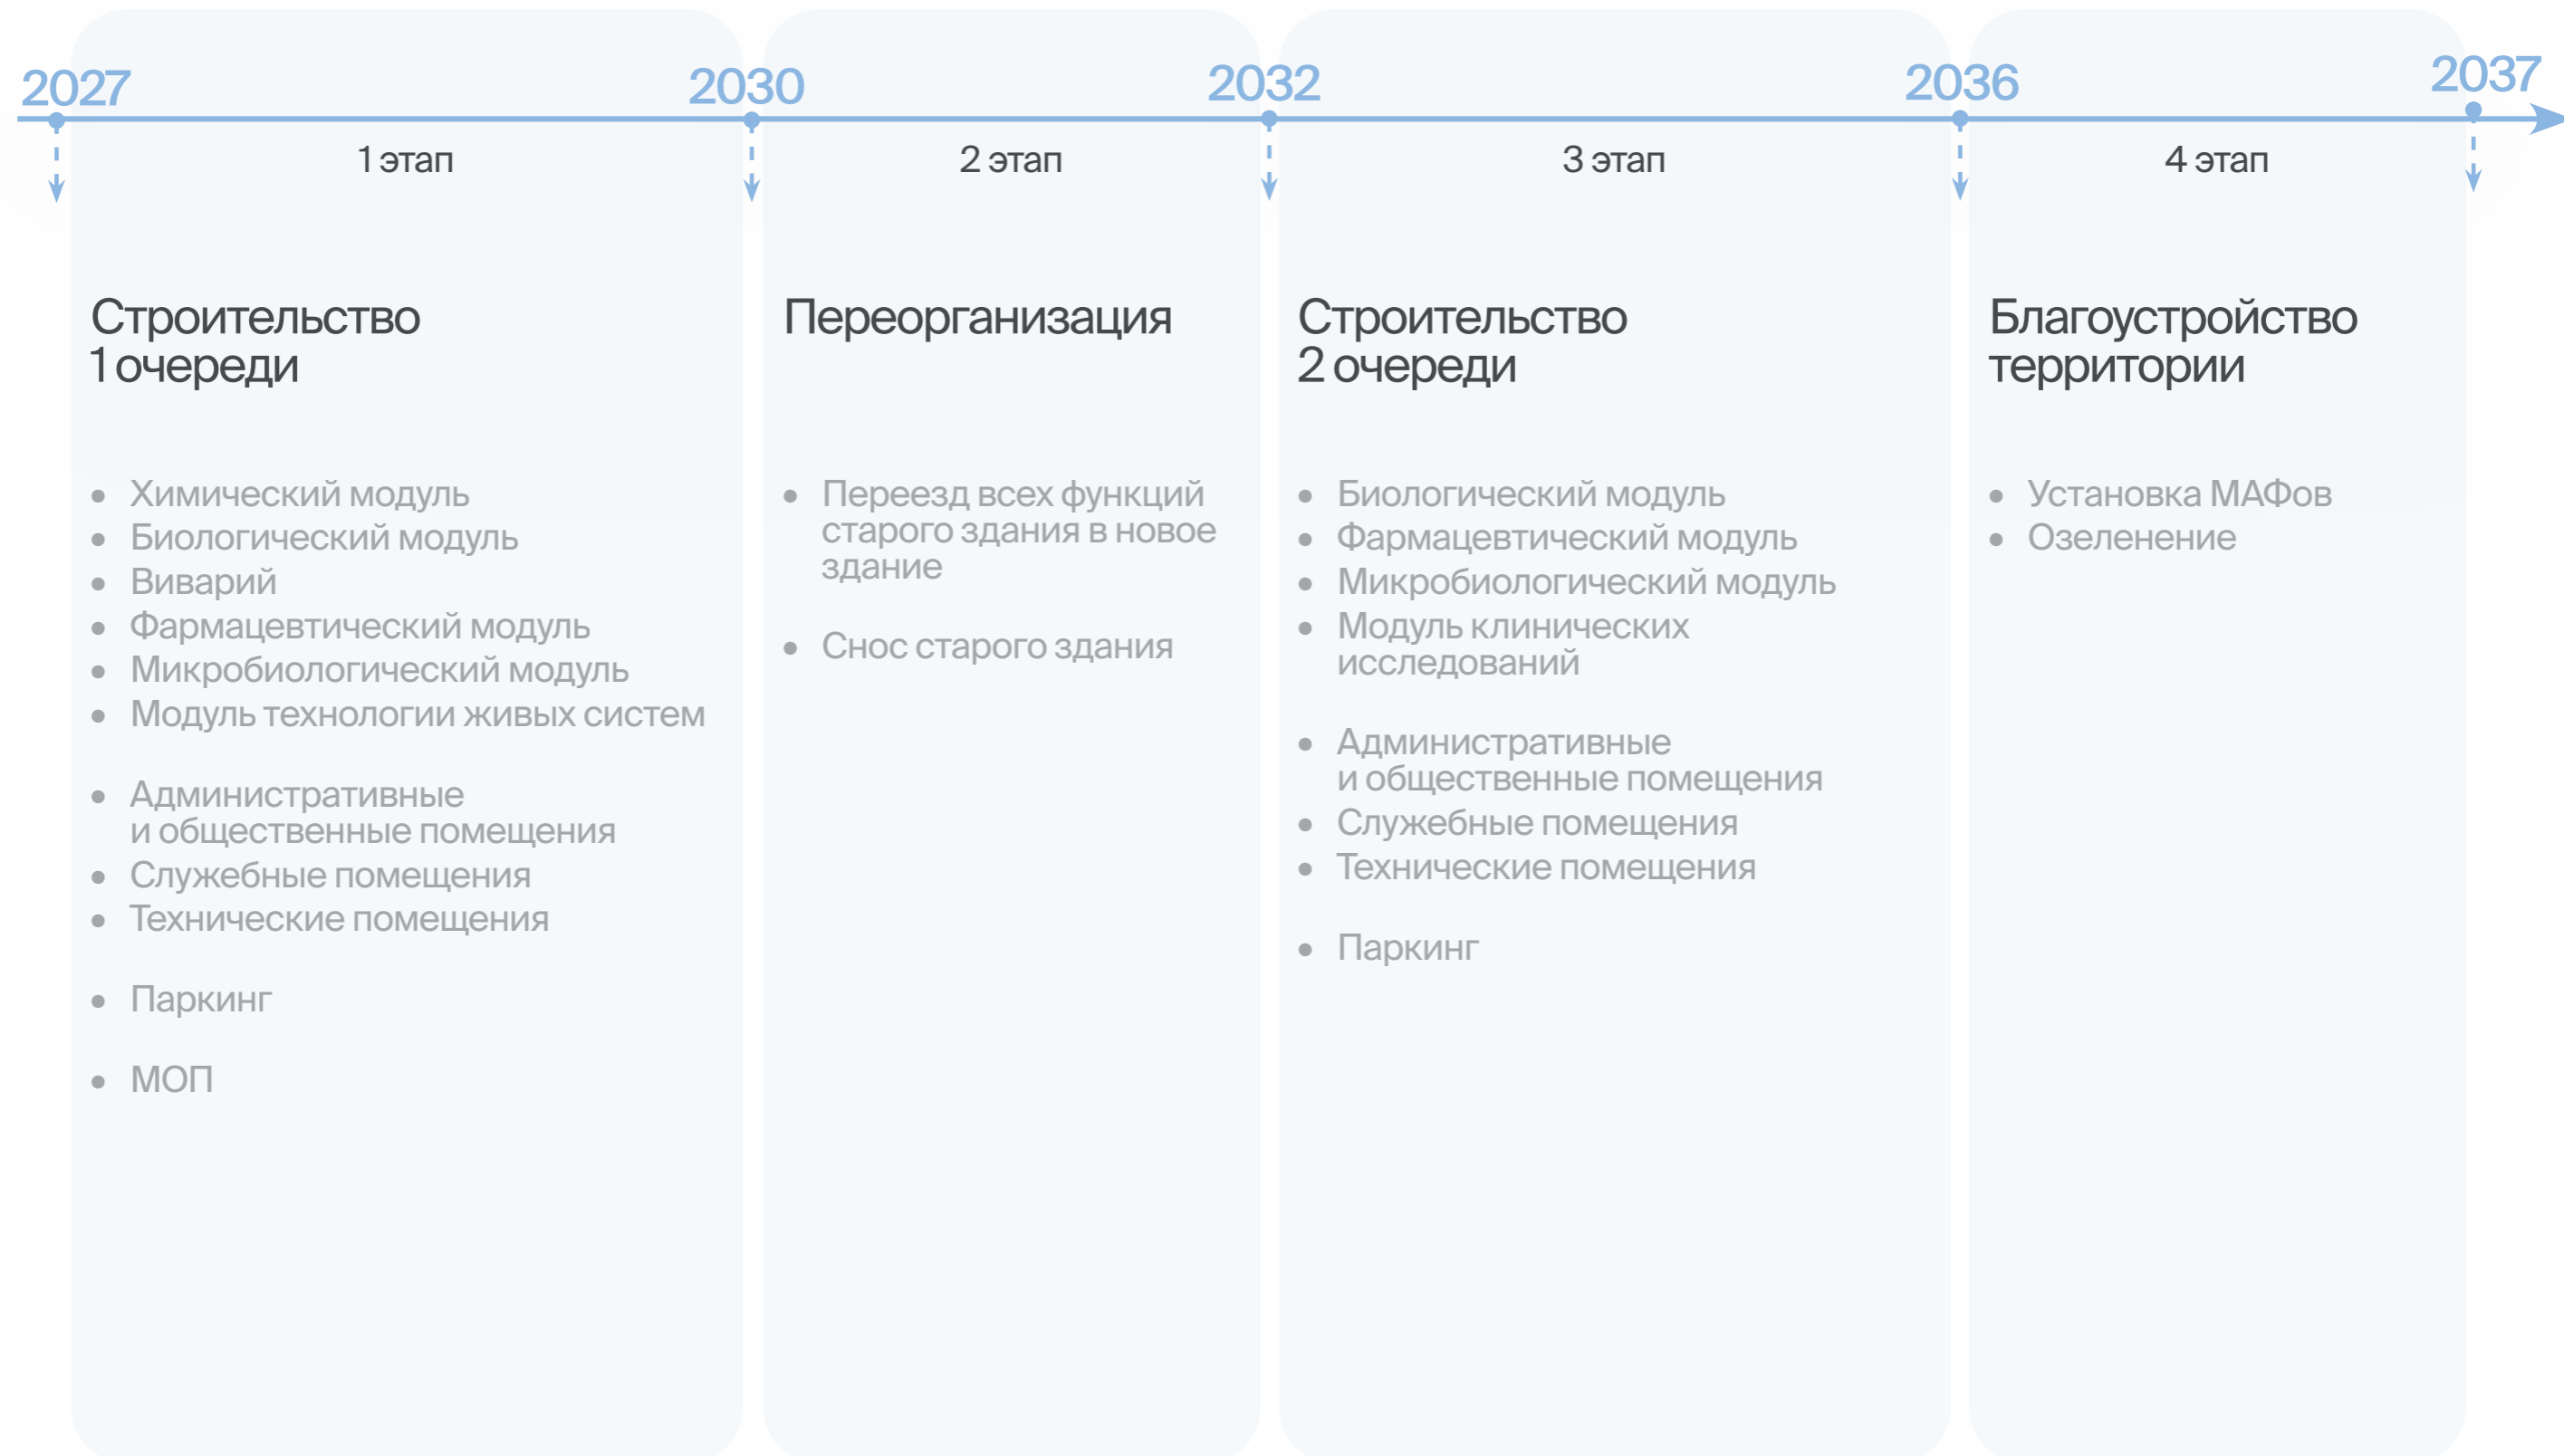 2027
2030
2032
2036
2037
1 этап
2 этап
3 этап
4 этап
Строительство
1 очереди
• Химический модуль
• Биологический модуль
• Виварий
• Фармацевтический модуль
• Микробиологический модуль
• Модуль технологии живых систем
• Административные
и общественные помещения
• Служебные помещения
• Технические помещения
• Паркинг
• МОП
Переорганизация
• Переезд всех функций
старого здания в новое
здание
• Снос старого здания
Строительство
2 очереди
• Биологический модуль
• Фармацевтический модуль
• Микробиологический модуль
• Модуль клинических
исследований
• Административные
и общественные помещения
• Служебные помещения
• Технические помещения
• Паркинг
Благоустройство
территории
• Установка МАФов
• Озеленение